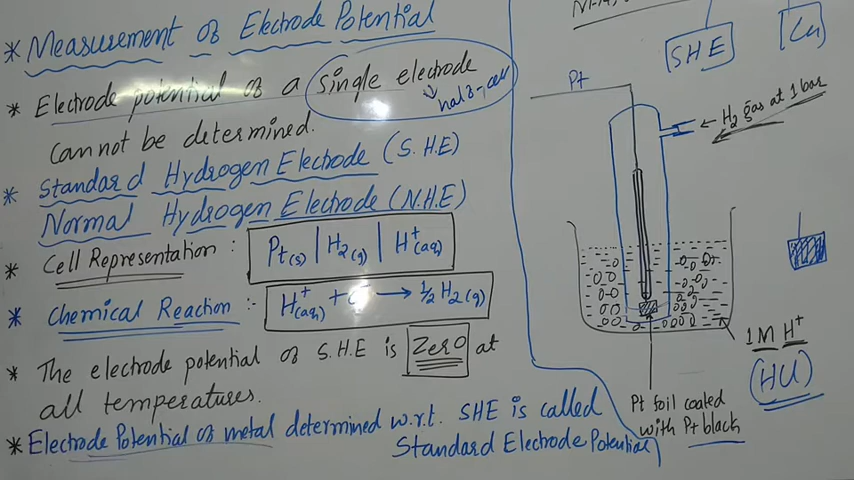 * Measurement of Electrode Potential
* Electrode potential of a single electrode
half-cell
cannot be determined.
* Standard Hydrogen Electrode (S.H.E)
Normal Hydrogen Electrode (N.H.E)
* Cell Representation : Pt(s) | H2(g) | H+(aq)
* Chemical Reaction :- H+(aq) + e- → ½ H2(g)
* The electrode potential of S.H.E is Zero at
all temperatures.
* Electrode Potential of metal determined w.r.t. SHE is called
Standard Electrode Potential
SHE
Cu
Pt
← H2 gas at 1 bar
1M H+
(HCl)
Pt foil coated
with Pt black